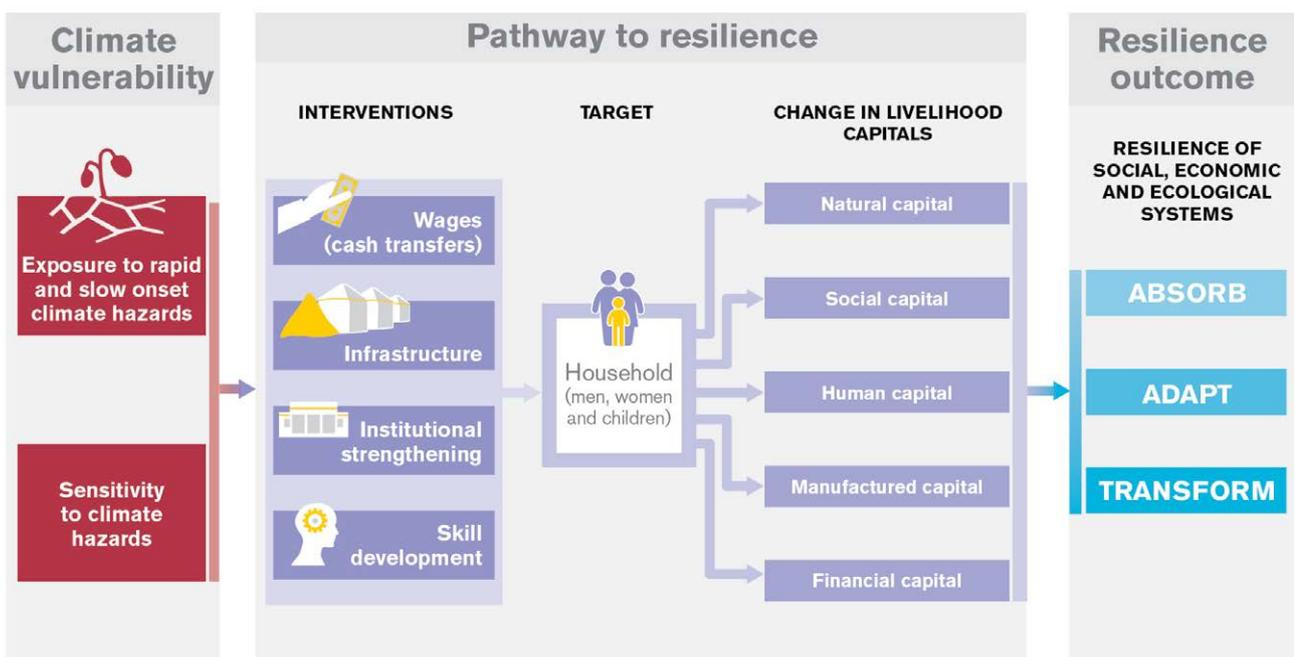 Climate
vulnerability
Exposure to rapid
and slow onset
climate hazards
Sensitivity
to climate
hazards
Pathway to resilience
INTERVENTIONS
Wages
(cash transfers)
Infrastructure
Institutional
strengthening
Skill
development
TARGET
Household
(men, women
and children)
CHANGE IN LIVELIHOOD
CAPITALS
Natural capital
Social capital
Human capital
Manufactured capital
Financial capital
Resilience
outcome
RESILIENCE OF
SOCIAL, ECONOMIC
AND ECOLOGICAL
SYSTEMS
ABSORB
ADAPT
TRANSFORM